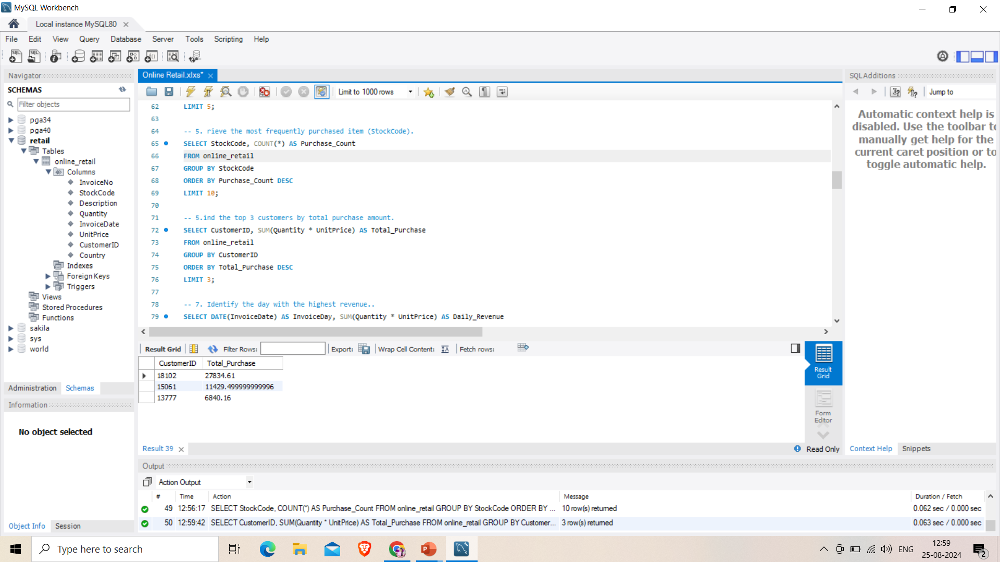 MySQL Workbench
Local instance MySQL80
File Edit View Query Database Server Tools Scripting Help
Navigator
SCHEMAS
Filter objects
pga34
pga40
retail
Tables
online_retail
Columns
InvoiceNo
StockCode
Description
Quantity
InvoiceDate
UnitPrice
CustomerID
Country
Indexes
Foreign Keys
Triggers
Views
Stored Procedures
Functions
sakila
sys
world
Administration Schemas
Information
No object selected
Object Info Session
Online Retail.xlxs*
Limit to 1000 rows
62 LIMIT 5;
63
64 -- 5. rieve the most frequently purchased item (StockCode).
65 SELECT StockCode, COUNT(*) AS Purchase_Count
66 FROM online_retail
67 GROUP BY StockCode
68 ORDER BY Purchase_Count DESC
69 LIMIT 10;
70
71 -- 5.ind the top 3 customers by total purchase amount.
72 SELECT CustomerID, SUM(Quantity * UnitPrice) AS Total_Purchase
73 FROM online_retail
74 GROUP BY CustomerID
75 ORDER BY Total_Purchase DESC
76 LIMIT 3;
77
78 -- 7. Identify the day with the highest revenue..
79 SELECT DATE(InvoiceDate) AS InvoiceDay, SUM(Quantity * UnitPrice) AS Daily_Revenue
Result Grid Filter Rows: Export: Wrap Cell Content: Fetch rows:
CustomerID Total_Purchase
18102 27834.61
15061 11429.499999999996
13777 6840.16
Result Grid
Form Editor
Result 39
Read Only
SQLAdditions
Jump to
Automatic context help is
disabled. Use the toolbar to
manually get help for the
current caret position or to
toggle automatic help.
Context Help Snippets
Output
Action Output
# Time Action Message Duration / Fetch
49 12:56:17 SELECT StockCode, COUNT(*) AS Purchase_Count FROM online_retail GROUP BY StockCode ORDER BY ... 10 row(s) returned 0.062 sec / 0.000 sec
50 12:59:42 SELECT CustomerID, SUM(Quantity * UnitPrice) AS Total_Purchase FROM online_retail GROUP BY Customer... 3 row(s) returned 0.063 sec / 0.000 sec
Type here to search
ENG
12:59
25-08-2024
2